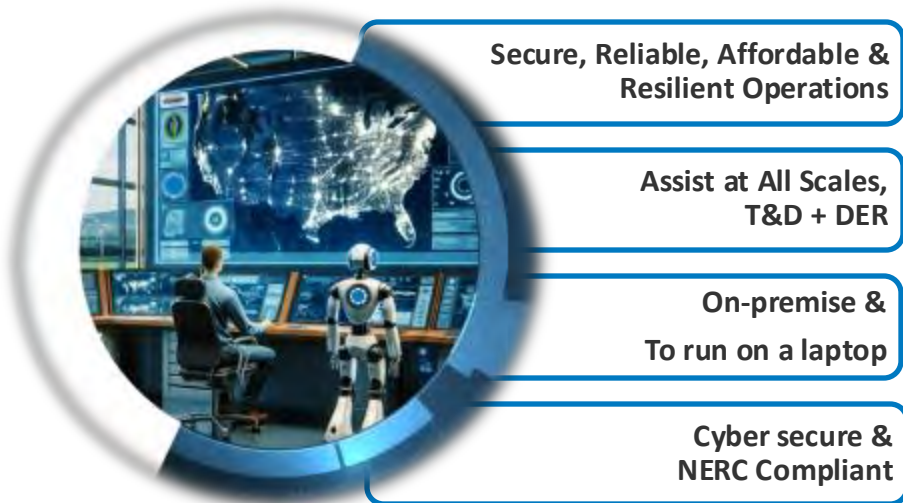 Secure, Reliable, Affordable &
Resilient Operations
Assist at All Scales,
T&D + DER
On-premise &
To run on a laptop
Cyber secure &
NERC Compliant